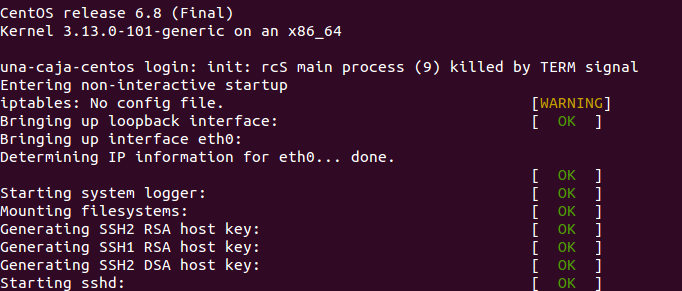 CentOS release 6.8 (Final)
Kernel 3.13.0-101-generic on an x86_64
una-caja-centos login: init: rcS main process (9) killed by TERM signal
Entering non-interactive startup
iptables: No config file. [WARNING]
Bringing up loopback interface: [ OK ]
Bringing up interface eth0:
Determining IP information for eth0... done.
[ OK ]
Starting system logger: [ OK ]
Mounting filesystems: [ OK ]
Generating SSH2 RSA host key: [ OK ]
Generating SSH1 RSA host key: [ OK ]
Generating SSH2 DSA host key: [ OK ]
Starting sshd: [ OK ]